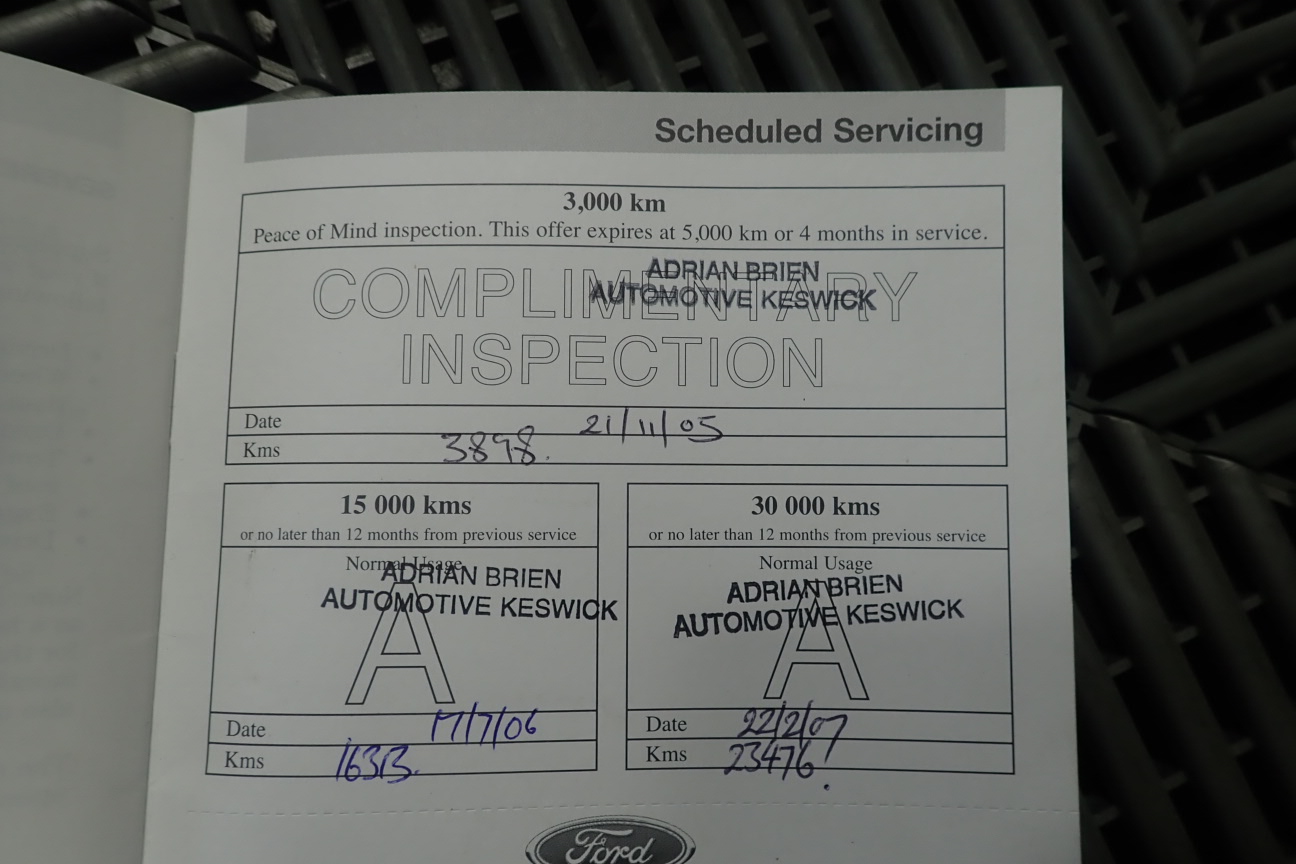 Scheduled Servicing
3,000 km
Peace of Mind inspection. This offer expires at 5,000 km or 4 months in service.
COMPLIMENTARY
INSPECTION
ADRIAN BRIEN
AUTOMOTIVE KESWICK
Date 21/11/05
Kms 3898.
15 000 kms
or no later than 12 months from previous service
Normal Usage
ADRIAN BRIEN
AUTOMOTIVE KESWICK
A
Date 17/7/06
Kms
30 000 kms
or no later than 12 months from previous service
Normal Usage
ADRIAN BRIEN
AUTOMOTIVE KESWICK
A
Date 22/2/07
Kms 23476
Ford